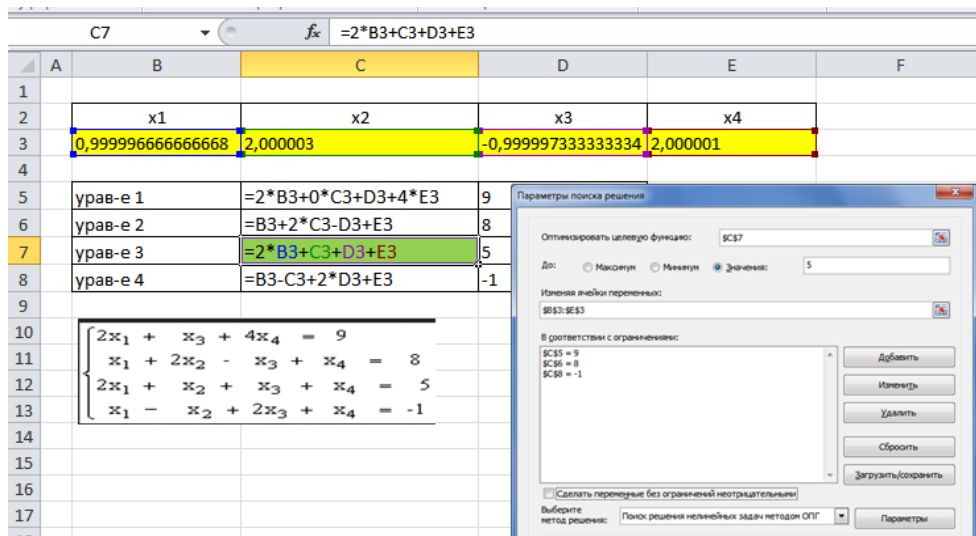 C7 fx =2*B3+C3+D3+E3
A B C D E F
1
2 x1 x2 x3 x4
3 0,999996666666668 2,000003 -0,999997333333334 2,000001
4
5 урав-е 1 =2*B3+0*C3+D3+4*E3 9
6 урав-е 2 =B3+2*C3-D3+E3 8
7 урав-е 3 =2*B3+C3+D3+E3 5
8 урав-е 4 =B3-C3+2*D3+E3 -1
9
10 2x₁ + x₃ + 4x₄ = 9
11 x₁ + 2x₂ - x₃ + x₄ = 8
12 2x₁ + x₂ + x₃ + x₄ = 5
13 x₁ − x₂ + 2x₃ + x₄ = -1
14
15
16
17
Параметры поиска решения
Оптимизировать целевую функцию: $C$7
До: Максимум Минимум Значения: 5
Изменяя ячейки переменных:
$B$3:$E$3
В соответствии с ограничениями:
$C$5 = 9
$C$6 = 8
$C$8 = -1
Добавить
Изменить
Удалить
Сбросить
Загрузить/сохранить
Сделать переменные без ограничений неотрицательными
Выберите
метод решения: Поиск решения нелинейных задач методом ОПГ Параметры